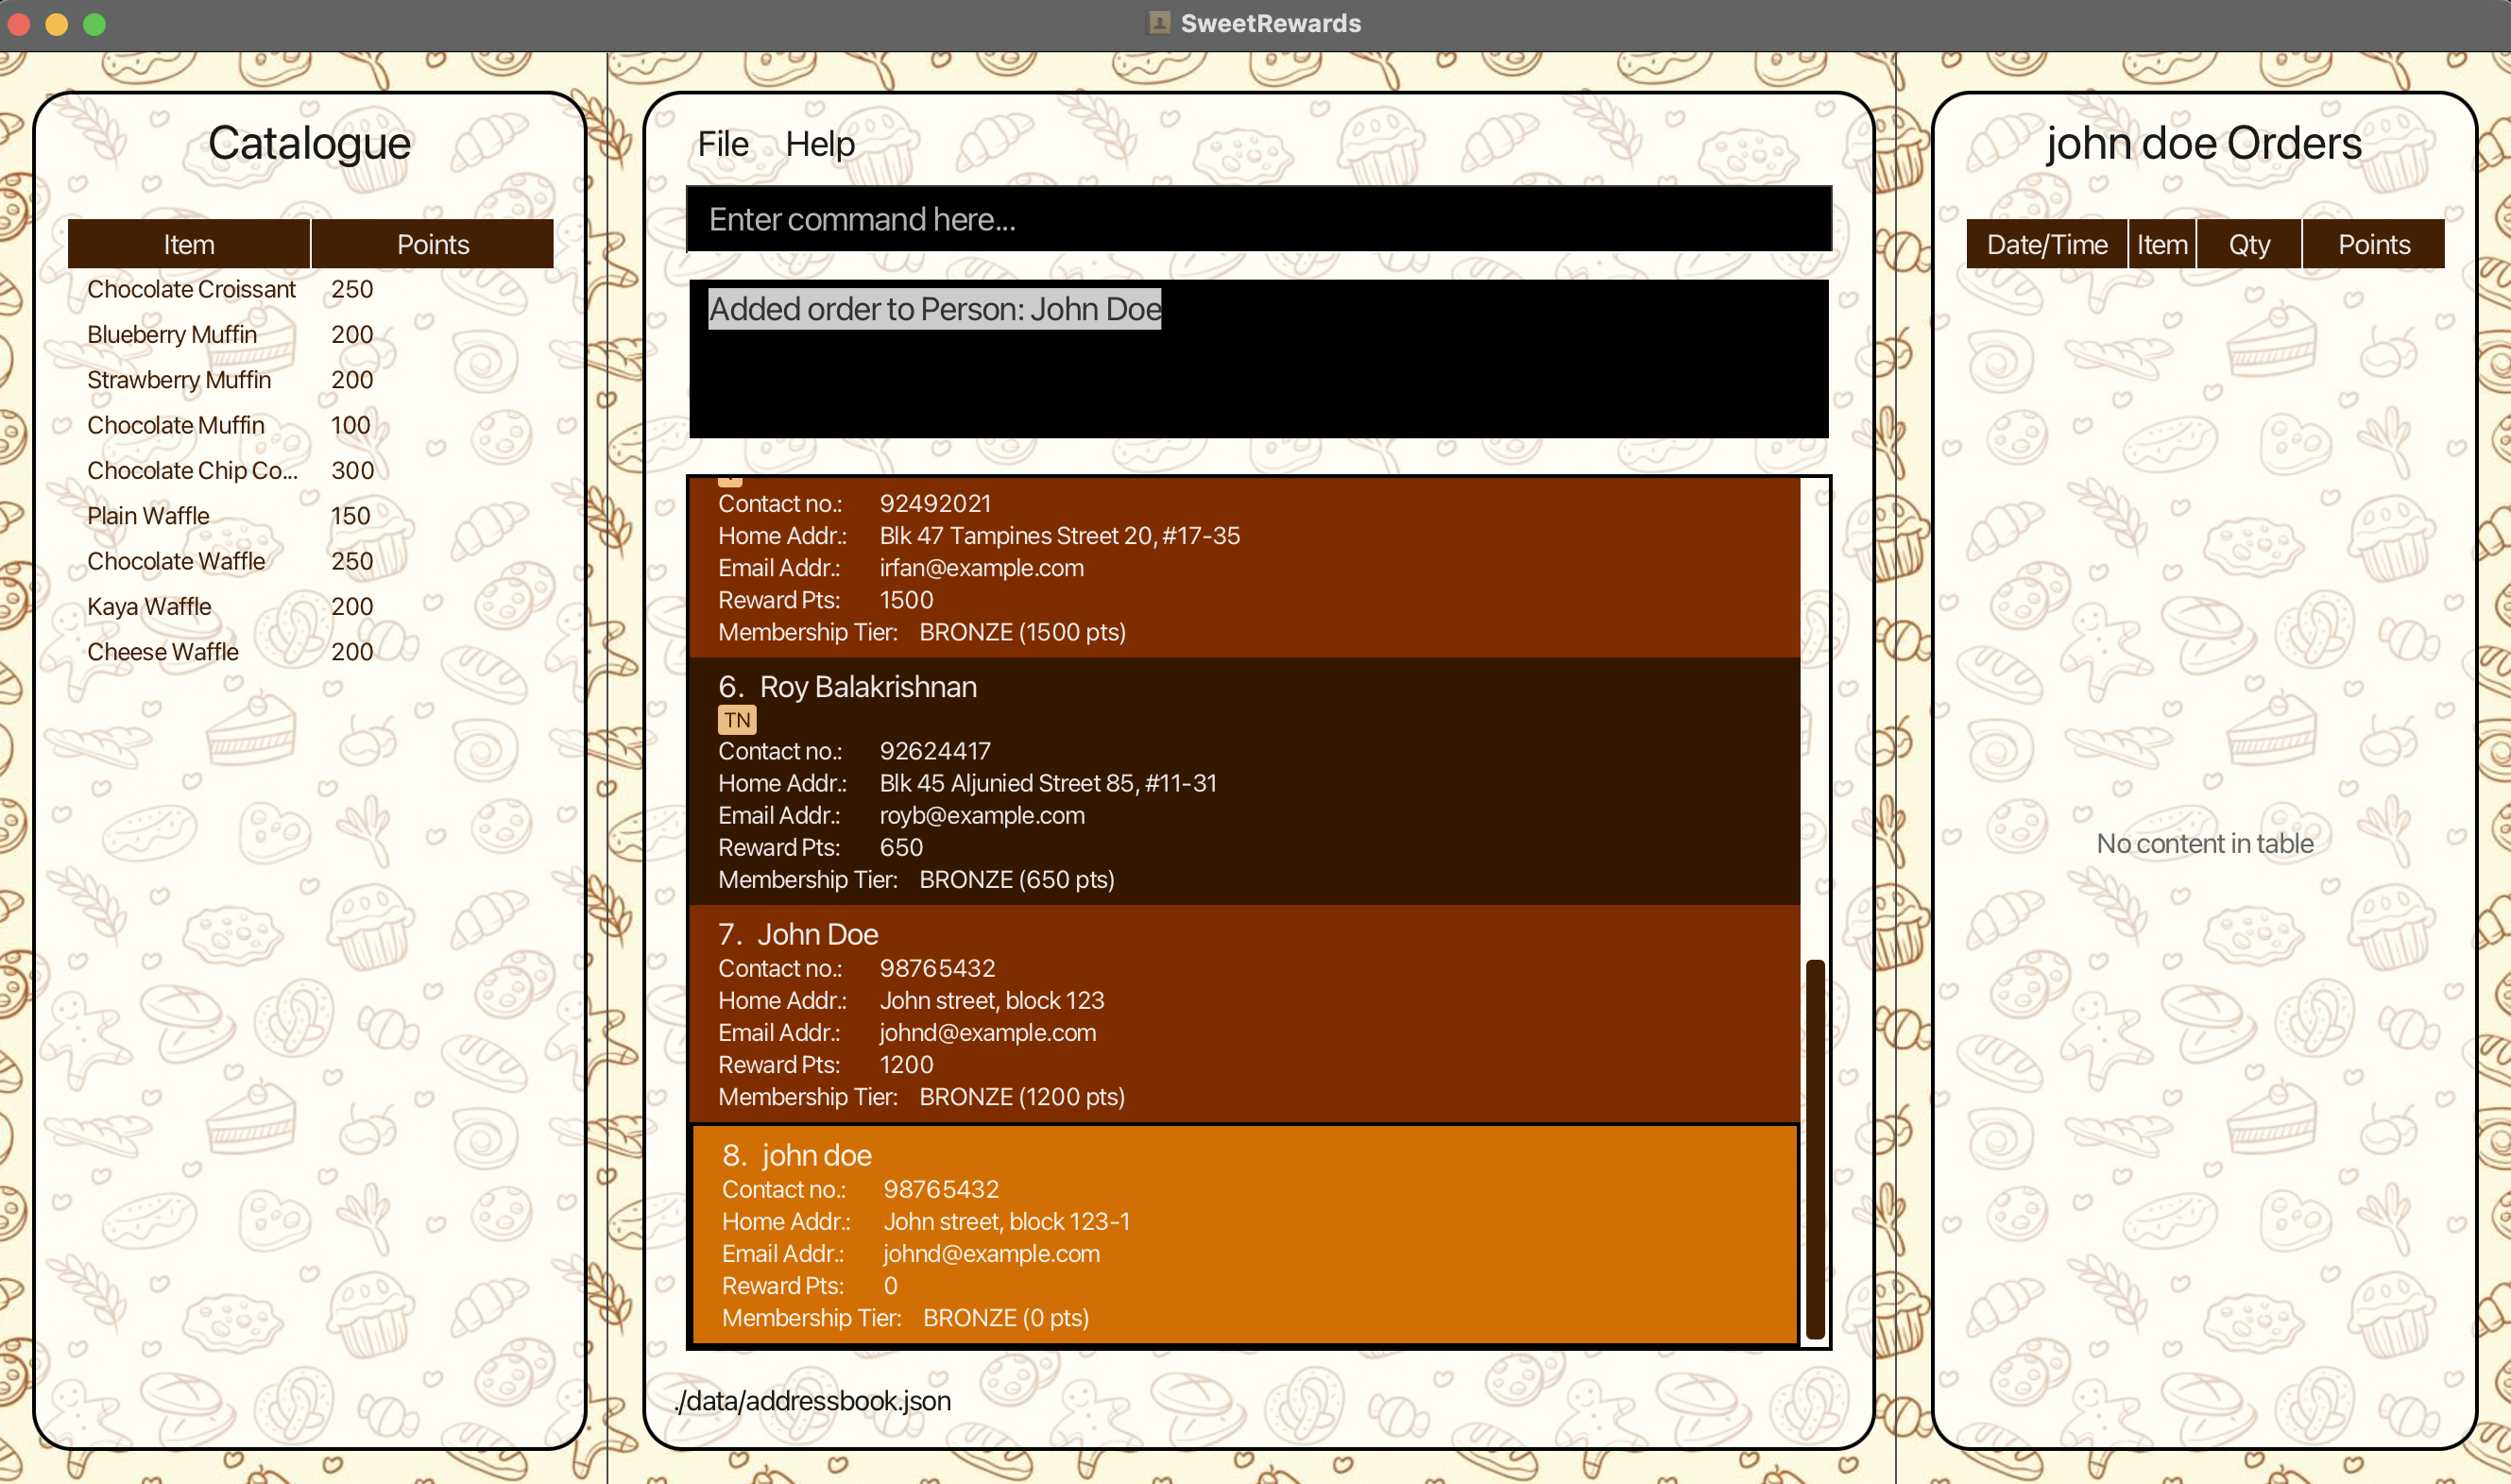 SweetRewards
Catalogue
Item Points
Chocolate Croissant 250
Blueberry Muffin 200
Strawberry Muffin 200
Chocolate Muffin 100
Chocolate Chip Co... 300
Plain Waffle 150
Chocolate Waffle 250
Kaya Waffle 200
Cheese Waffle 200
File Help
Enter command here...
Added order to Person: John Doe
Contact no.: 92492021
Home Addr.: Blk 47 Tampines Street 20, #17-35
Email Addr.: irfan@example.com
Reward Pts: 1500
Membership Tier: BRONZE (1500 pts)
6. Roy Balakrishnan
TN
Contact no.: 92624417
Home Addr.: Blk 45 Aljunied Street 85, #11-31
Email Addr.: royb@example.com
Reward Pts: 650
Membership Tier: BRONZE (650 pts)
7. John Doe
Contact no.: 98765432
Home Addr.: John street, block 123
Email Addr.: johnd@example.com
Reward Pts: 1200
Membership Tier: BRONZE (1200 pts)
8. john doe
Contact no.: 98765432
Home Addr.: John street, block 123-1
Email Addr.: johnd@example.com
Reward Pts: 0
Membership Tier: BRONZE (0 pts)
./data/addressbook.json
john doe Orders
Date/Time Item Qty Points
No content in table